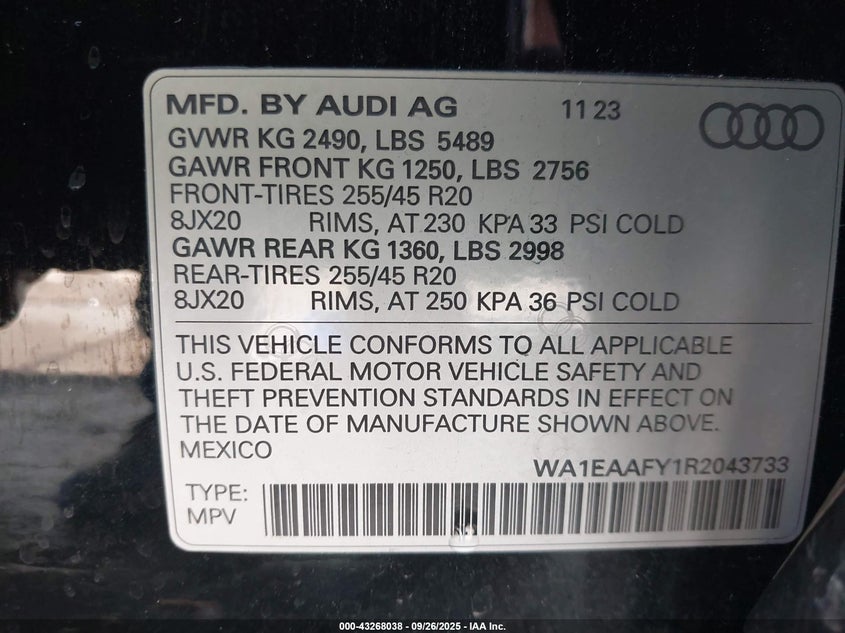 MFD. BY AUDI AG 11 23
GVWR KG 2490, LBS 5489
GAWR FRONT KG 1250, LBS 2756
FRONT-TIRES 255/45 R20
8JX20 RIMS, AT 230 KPA 33 PSI COLD
GAWR REAR KG 1360, LBS 2998
REAR-TIRES 255/45 R20
8JX20 RIMS, AT 250 KPA 36 PSI COLD
THIS VEHICLE CONFORMS TO ALL APPLICABLE
U.S. FEDERAL MOTOR VEHICLE SAFETY AND
THEFT PREVENTION STANDARDS IN EFFECT ON
THE DATE OF MANUFACTURE SHOWN ABOVE.
MEXICO
WA1EAAFY1R2043733
TYPE:
MPV
000-43268038 - 09/26/2025 - IAA Inc.